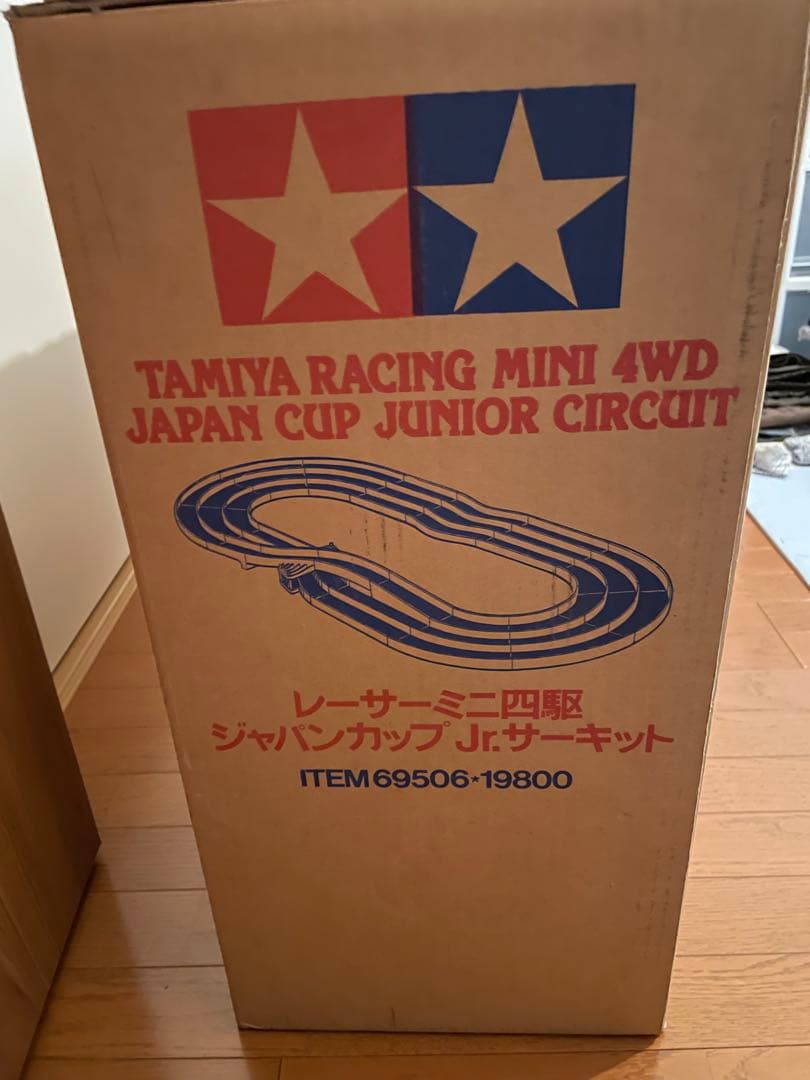 TAMIYA RACING MINI 4WD
JAPAN CUP JUNIOR CIRCUIT
レーサーミニ四駆
ジャパンカップ Jr.サーキット
ITEM 69506★19800